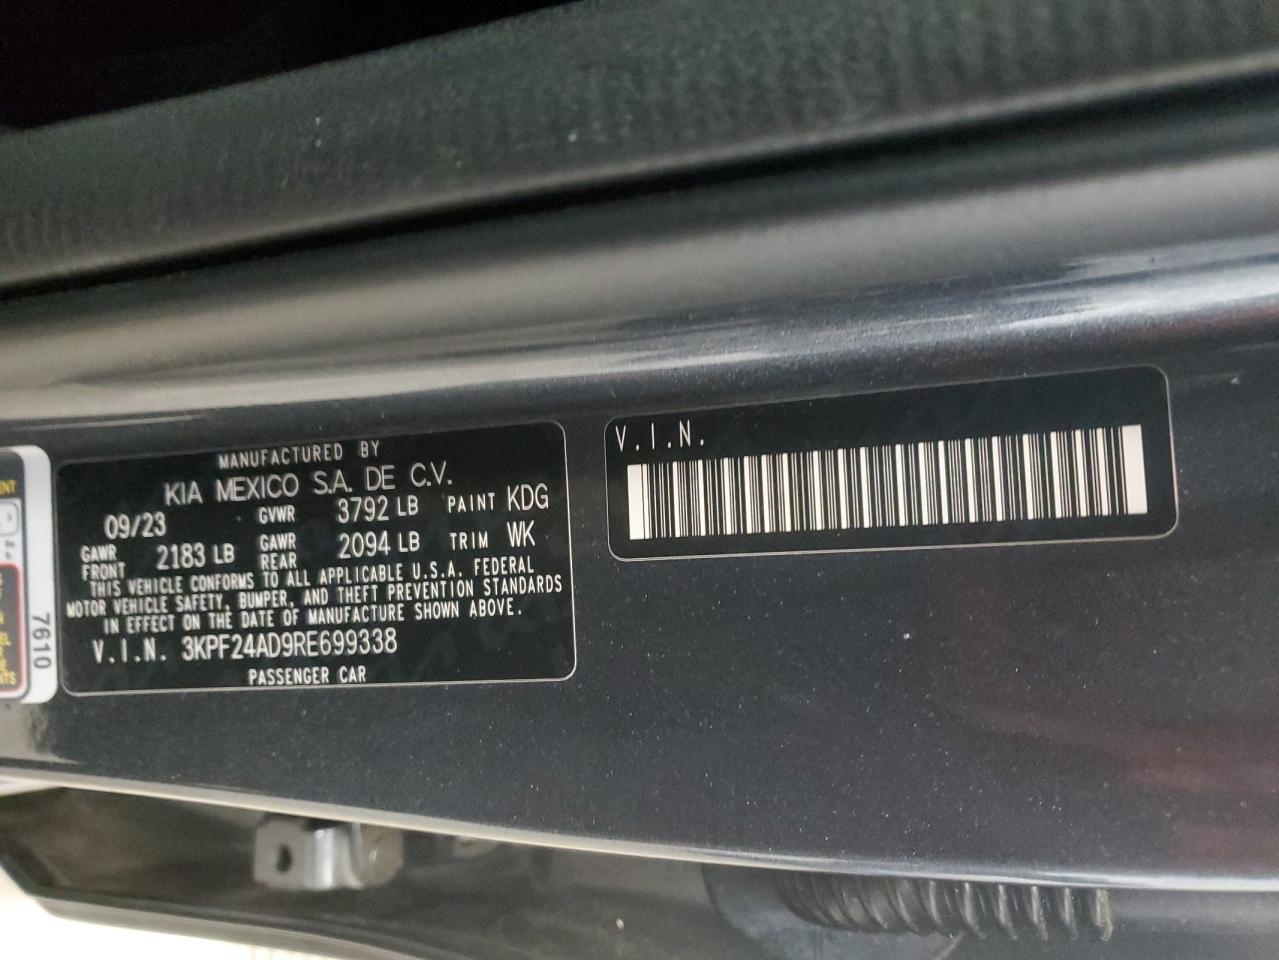 MANUFACTURED BY
KIA MEXICO S.A. DE C.V.
09/23 GVWR 3792 LB PAINT KDG
GAWR FRONT 2183 LB GAWR REAR 2094 LB TRIM WK
THIS VEHICLE CONFORMS TO ALL APPLICABLE U.S.A. FEDERAL
MOTOR VEHICLE SAFETY, BUMPER, AND THEFT PREVENTION STANDARDS
IN EFFECT ON THE DATE OF MANUFACTURE SHOWN ABOVE.
V.I.N. 3KPF24AD9RE699338
PASSENGER CAR
V.I.N.
7610